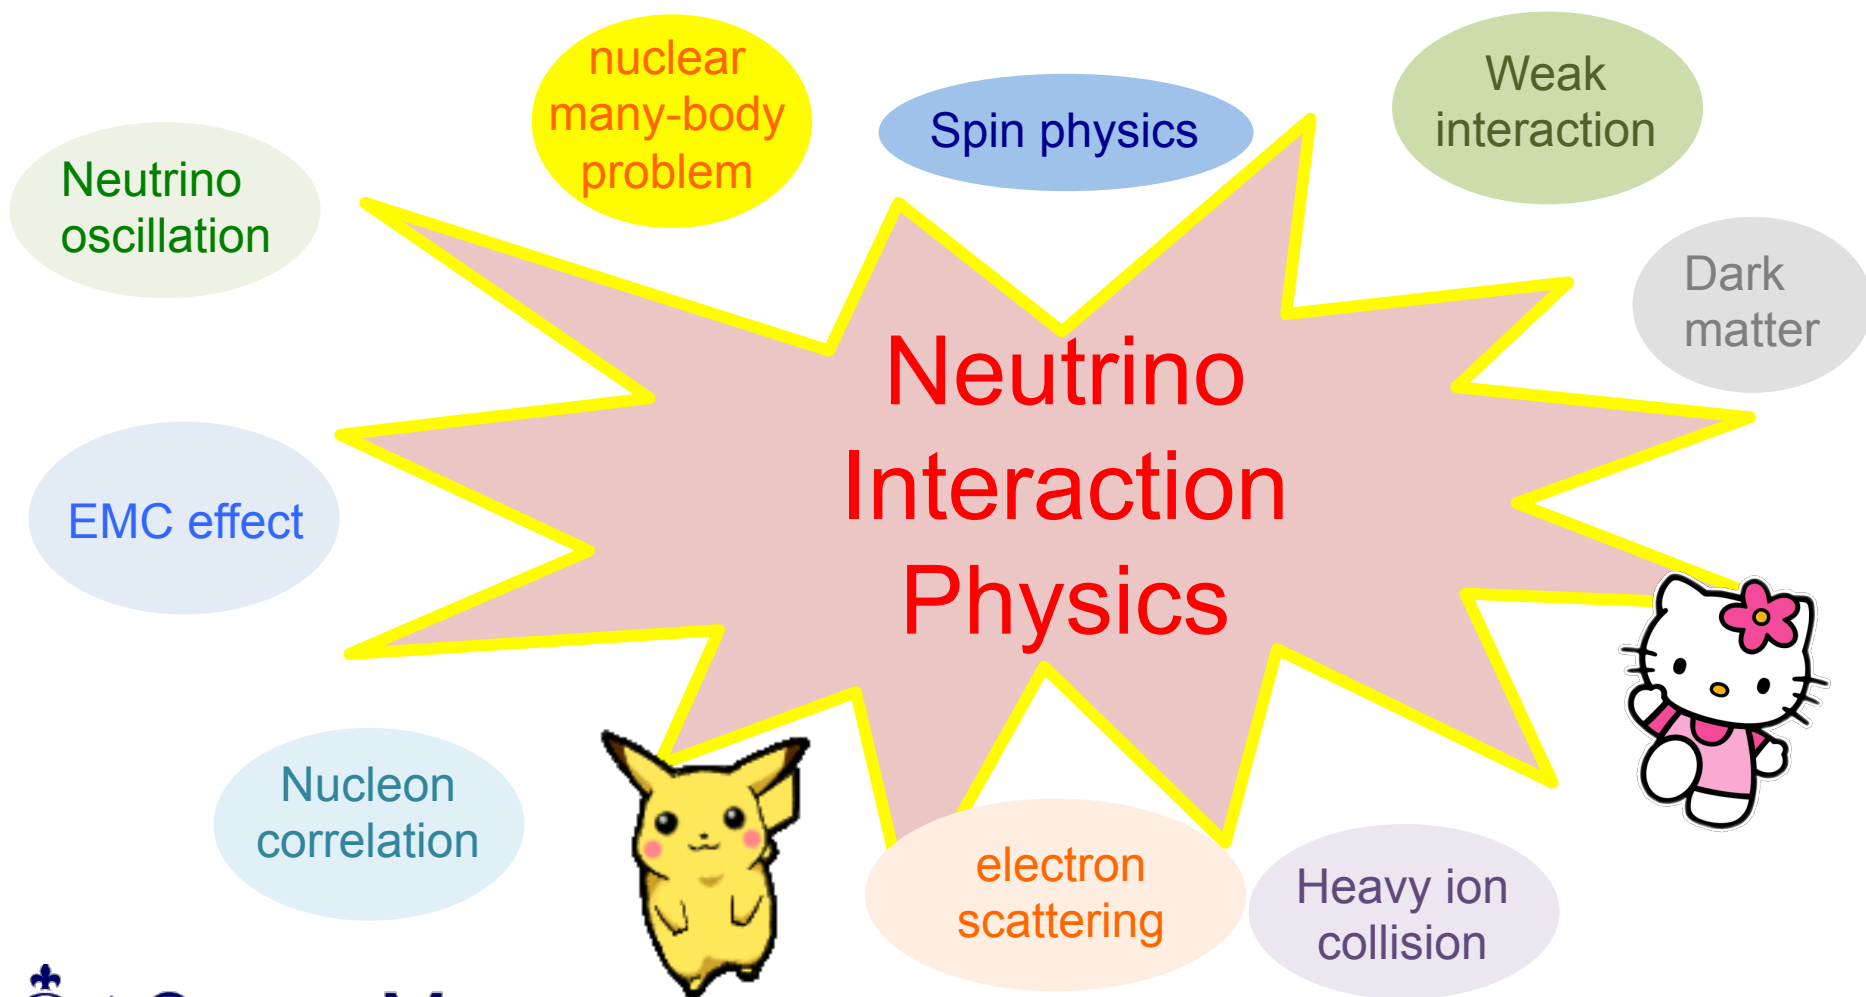 nuclear
many-body
problem
Spin physics
Weak
interaction
Neutrino
oscillation
Dark
matter
Neutrino
Interaction
Physics
EMC effect
Nucleon
correlation
electron
scattering
Heavy ion
collision